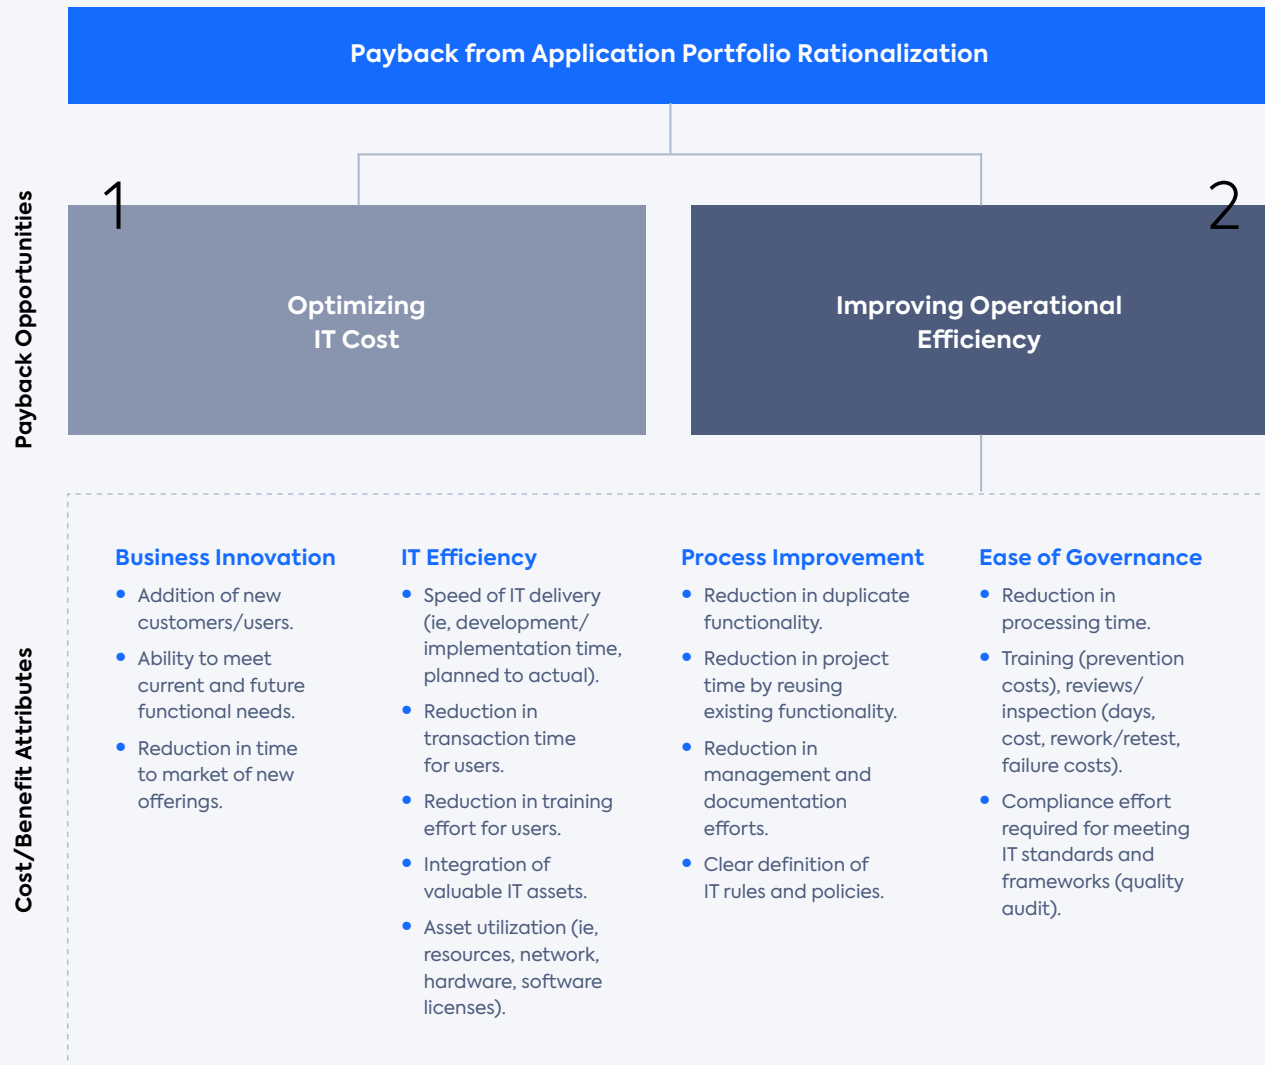 Payback from Application Portfolio Rationalization
Payback Opportunities
1
Optimizing
IT Cost
2
Improving Operational
Efficiency
Cost/Benefit Attributes
Business Innovation
• Addition of new
customers/users.
• Ability to meet
current and future
functional needs.
• Reduction in time
to market of new
offerings.
IT Efficiency
• Speed of IT delivery
(ie, development/
implementation time,
planned to actual).
• Reduction in
transaction time
for users.
• Reduction in training
effort for users.
• Integration of
valuable IT assets.
• Asset utilization (ie,
resources, network,
hardware, software
licenses).
Process Improvement
• Reduction in duplicate
functionality.
• Reduction in project
time by reusing
existing functionality.
• Reduction in
management and
documentation
efforts.
• Clear definition of
IT rules and policies.
Ease of Governance
• Reduction in
processing time.
• Training (prevention
costs), reviews/
inspection (days,
cost, rework/retest,
failure costs).
• Compliance effort
required for meeting
IT standards and
frameworks (quality
audit).